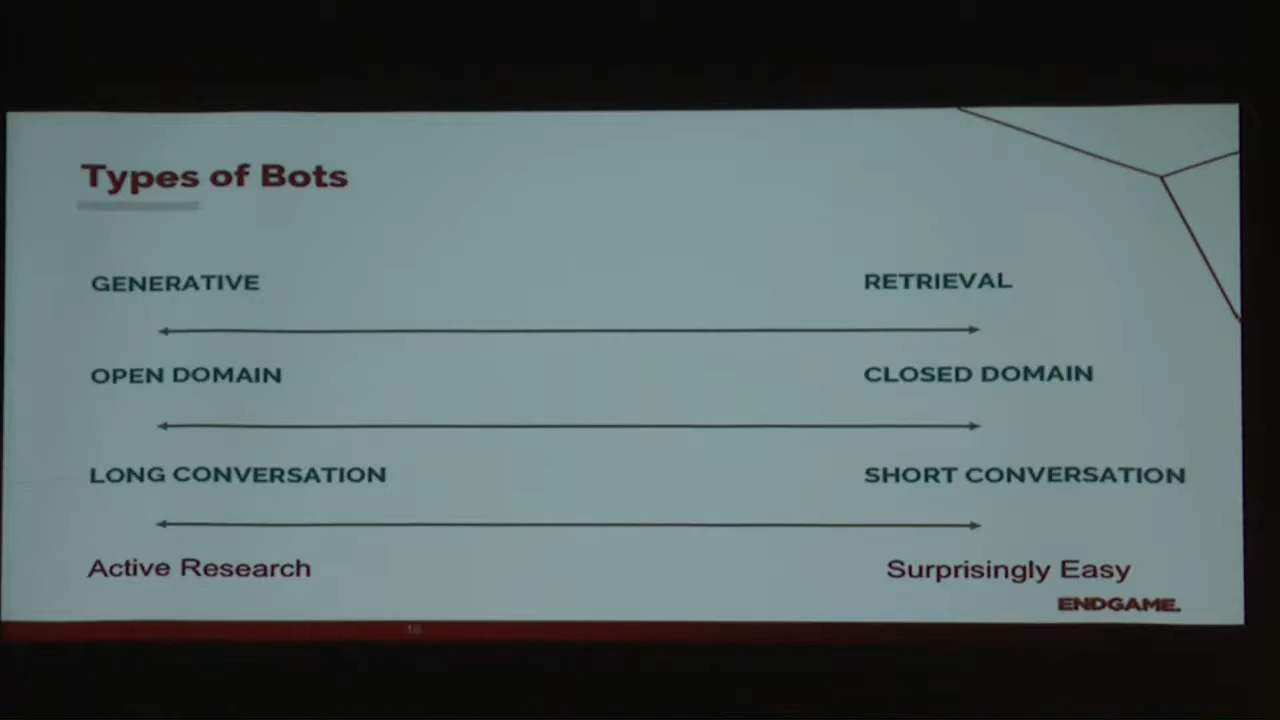 Types of Bots
GENERATIVE
RETRIEVAL
OPEN DOMAIN
CLOSED DOMAIN
LONG CONVERSATION
SHORT CONVERSATION
Active Research
Surprisingly Easy
ENDGAME.